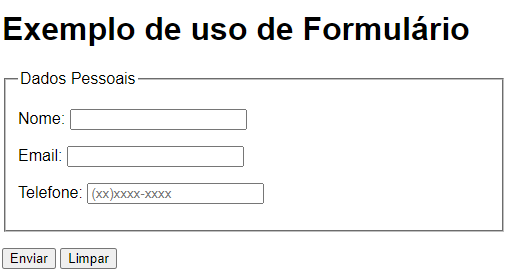 Exemplo de uso de Formulário
Dados Pessoais
Nome:
Email:
Telefone: (xx)xxxx-xxxx
Enviar Limpar